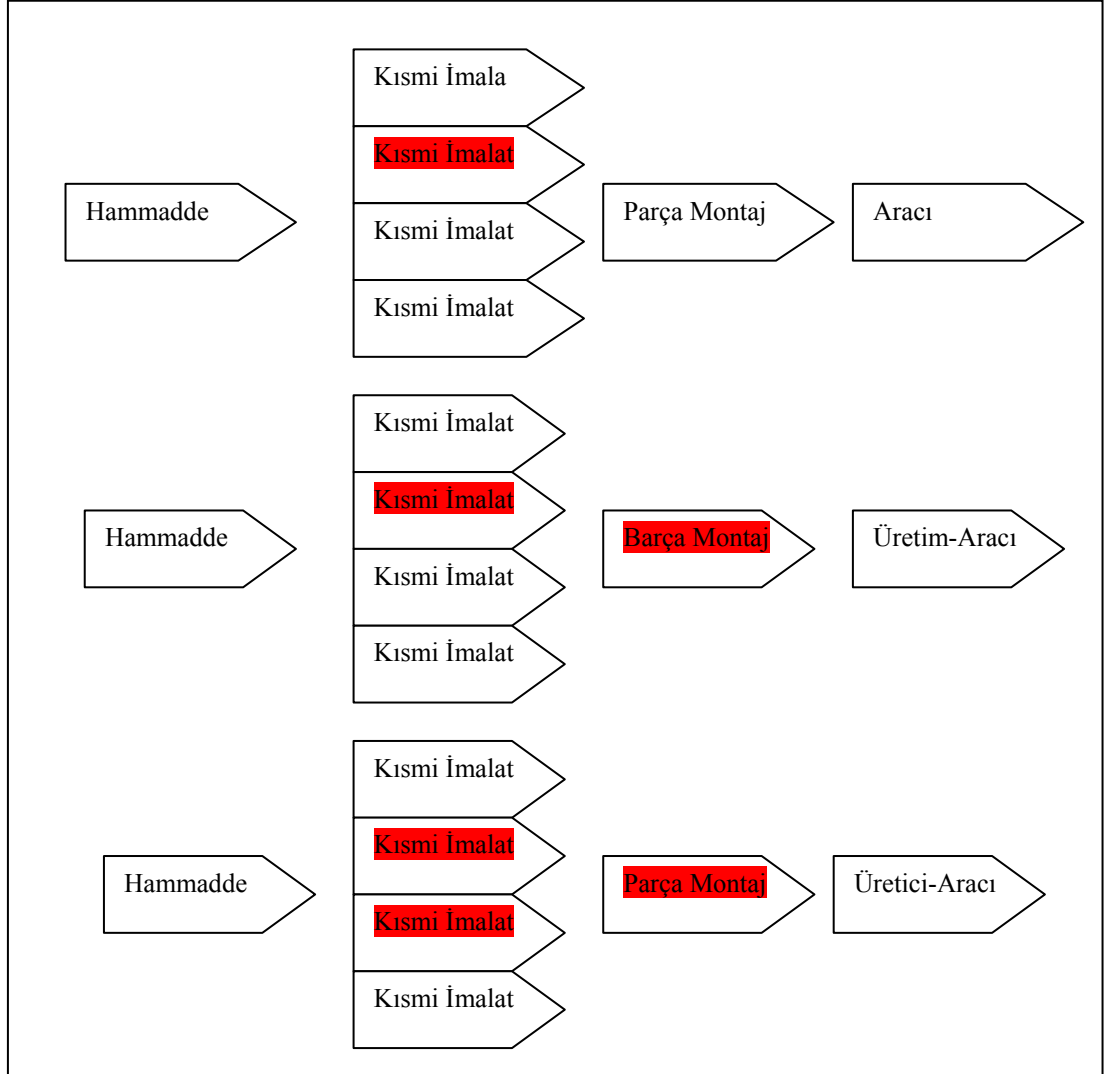 Kısmi İmala
Kısmi İmalat
Hammadde
Kısmi İmalat
Parça Montaj
Aracı
Kısmi İmalat
Kısmi İmalat
Kısmi İmalat
Hammadde
Barça Montaj
Üretim-Aracı
Kısmi İmalat
Kısmi İmalat
Kısmi İmalat
Kısmi İmalat
Hammadde
Parça Montaj
Üretici-Aracı
Kısmi İmalat
Kısmi İmalat